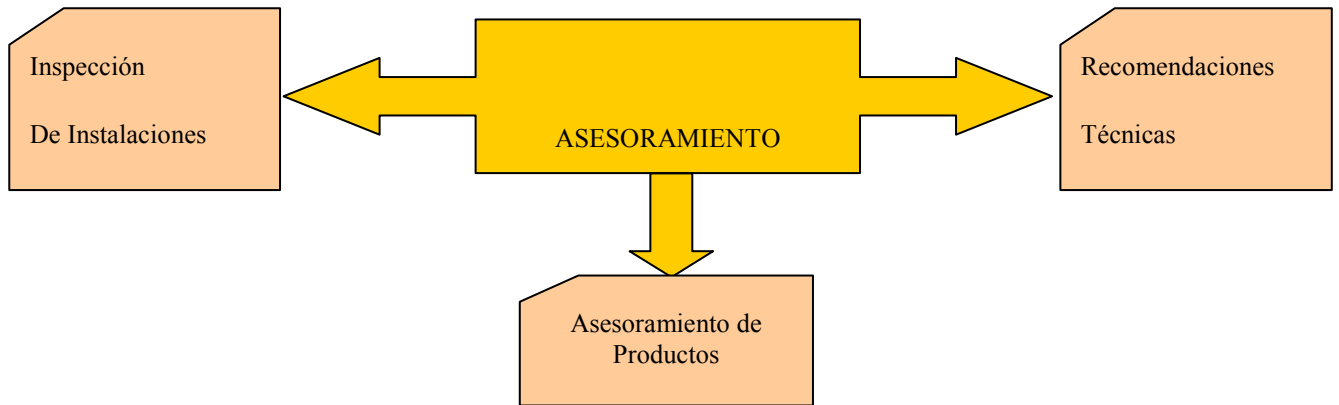 Inspección
De Instalaciones
ASESORAMIENTO
Recomendaciones
Técnicas
Asesoramiento de
Productos